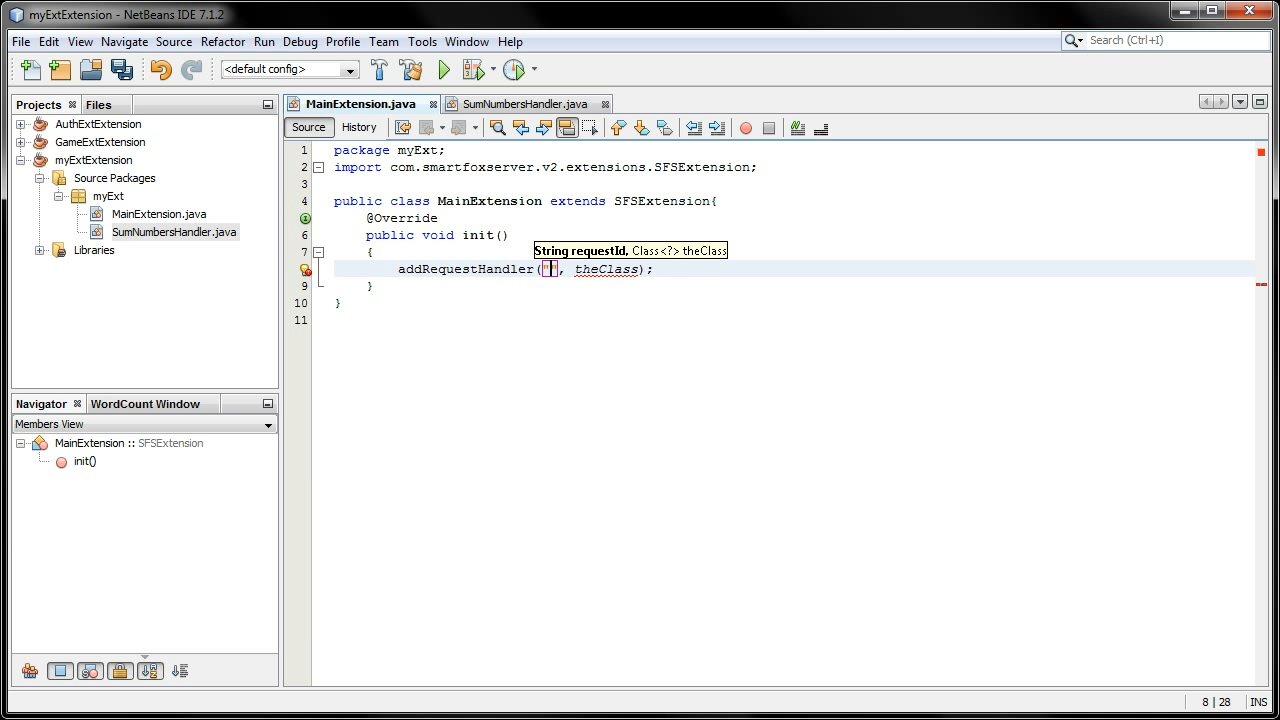 myExtExtension - NetBeans IDE 7.1.2
File Edit View Navigate Source Refactor Run Debug Profile Team Tools Window Help
Search (Ctrl+I)
<default config>
Projects Files
AuthExtExtension
GameExtExtension
myExtExtension
Source Packages
myExt
MainExtension.java
SumNumbersHandler.java
Libraries
Navigator WordCount Window
Members View
MainExtension :: SFSExtension
init()
MainExtension.java SumNumbersHandler.java
Source History
1 package myExt;
2 import com.smartfoxserver.v2.extensions.SFSExtension;
3
4 public class MainExtension extends SFSExtension{
@Override
6 public void init()
String requestId, Class<?> theClass
7 {
addRequestHandler("", theClass);
9 }
10 }
11
8 | 28 INS